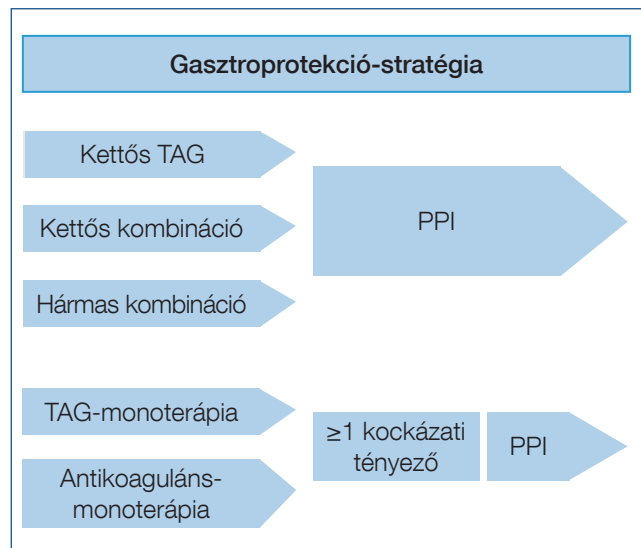 Gasztroprotekció-stratégia
Kettős TAG
Kettős kombináció
Hármas kombináció
PPI
TAG-monoterápia
Antikoaguláns-
monoterápia
≥1 kockázati
tényező
PPI